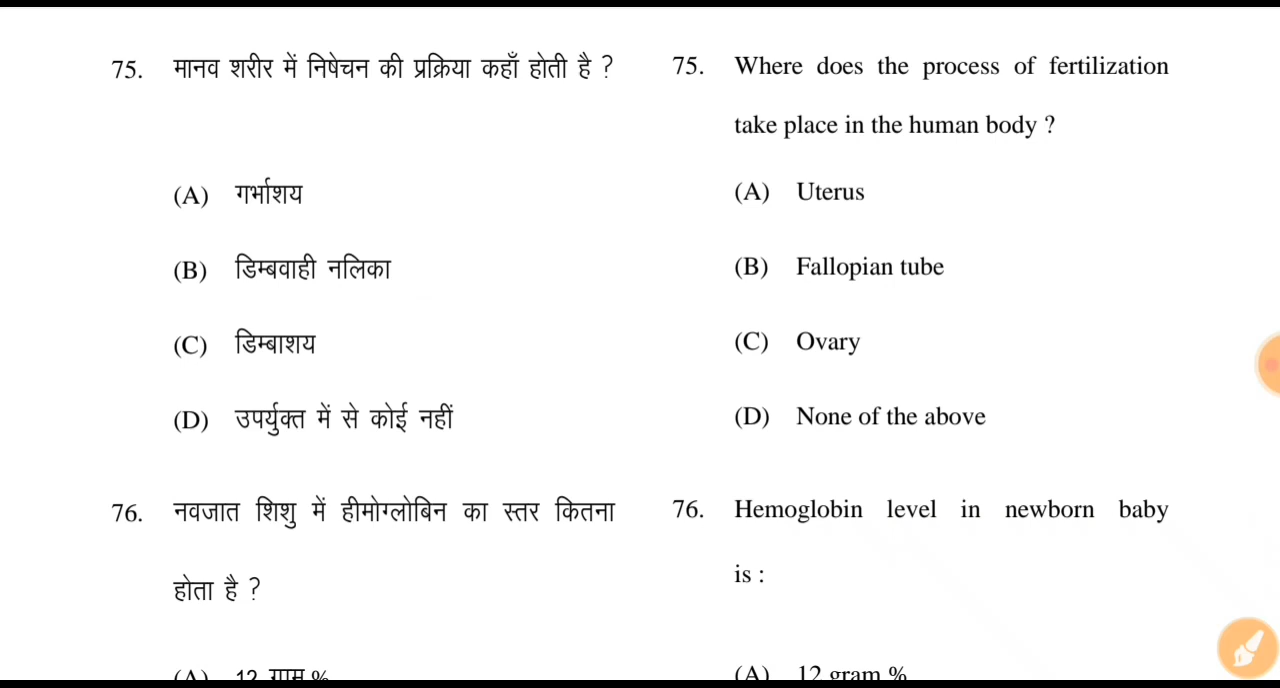 75. मानव शरीर में निषेचन की प्रक्रिया कहाँ होती है ?
(A) गर्भाशय
(B) डिम्बवाही नलिका
(C) डिम्बाशय
(D) उपर्युक्त में से कोई नहीं
76. नवजात शिशु में हीमोग्लोबिन का स्तर कितना
होता है ?
(A) 12 ग्राम %
75. Where does the process of fertilization
take place in the human body ?
(A) Uterus
(B) Fallopian tube
(C) Ovary
(D) None of the above
76. Hemoglobin level in newborn baby
is :
(A) 12 gram %